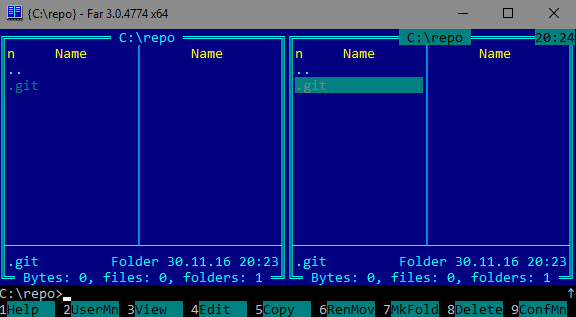 {C:\repo} - Far 3.0.4774 x64
C:\repo C:\repo 20:24
n Name Name n Name Name
.. ..
.git .git
.git Folder 30.11.16 20:23 .git Folder 30.11.16 20:23
Bytes: 0, files: 0, folders: 1 Bytes: 0, files: 0, folders: 1
C:\repo>
1Help 2UserMn 3View 4Edit 5Copy 6RenMov 7MkFold 8Delete 9ConfMn